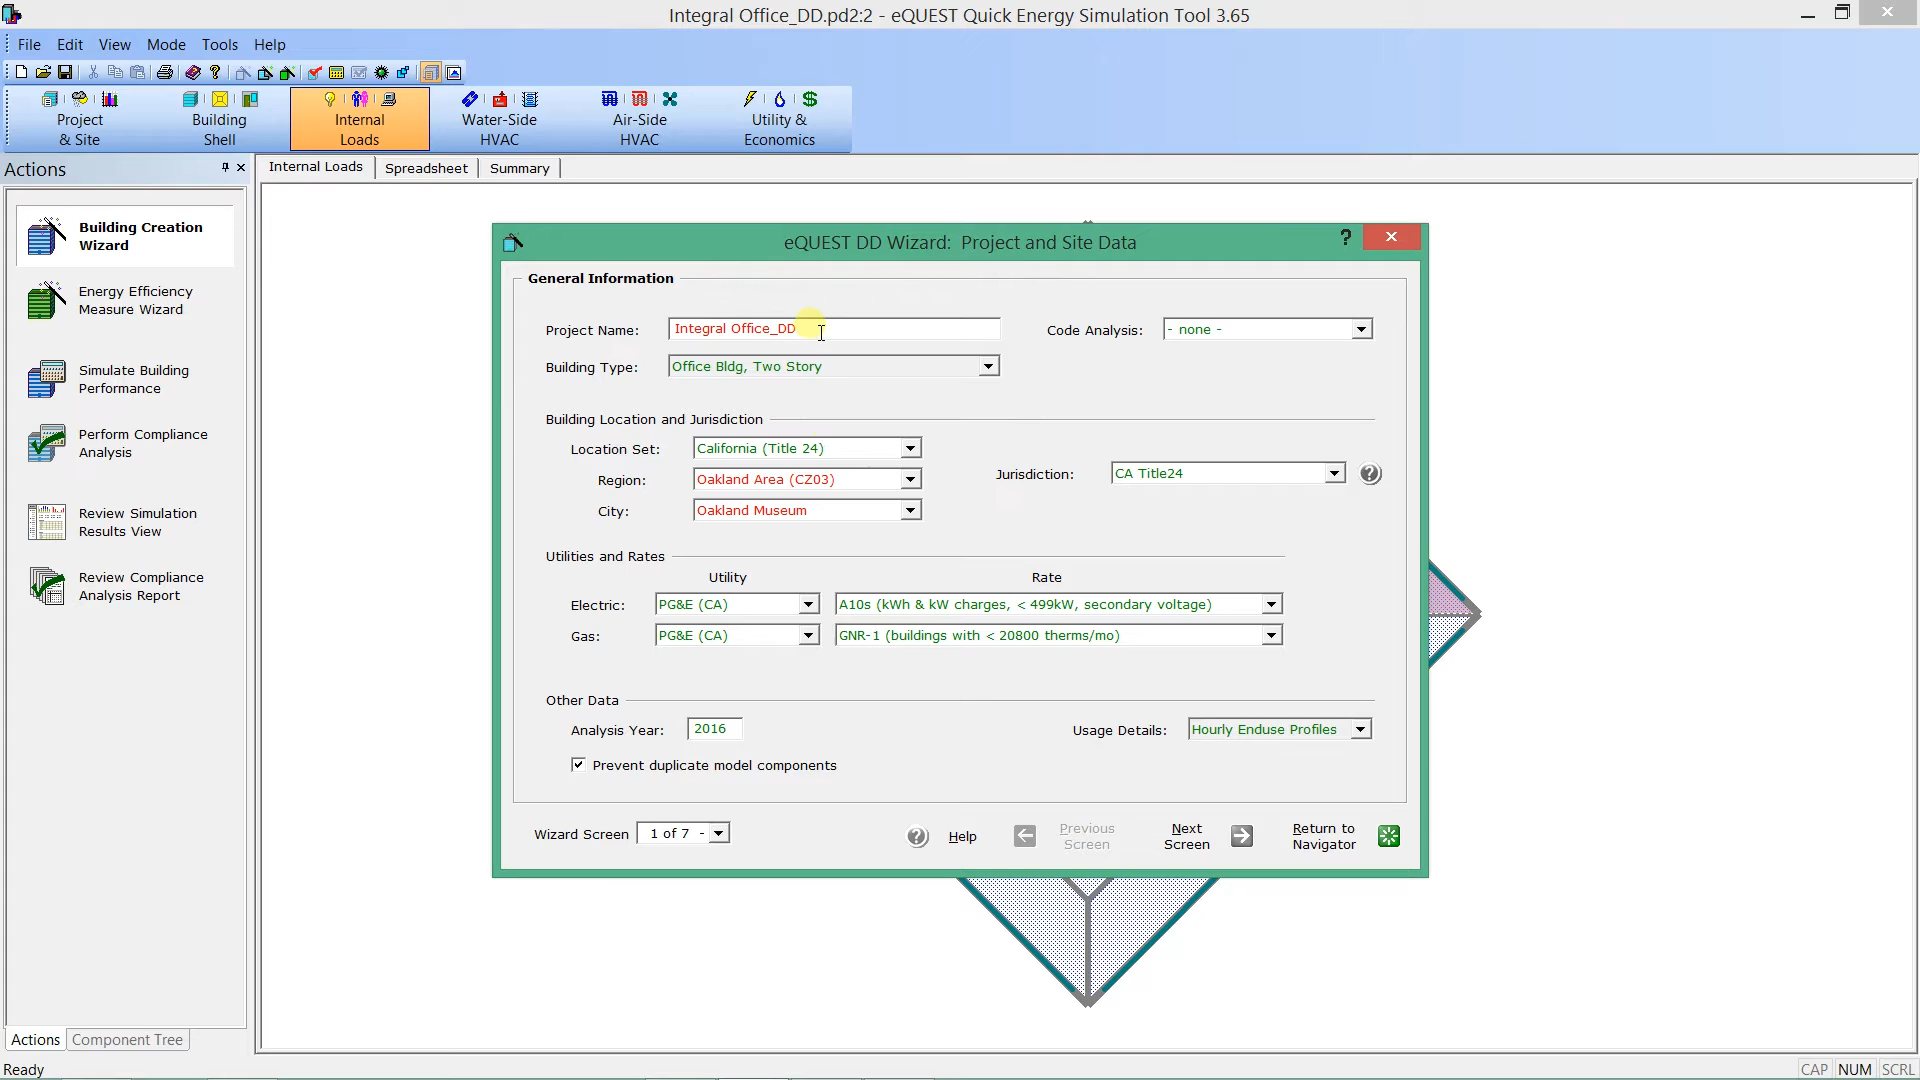 Integral Office_DD.pd2:2 - eQUEST Quick Energy Simulation Tool 3.65
File Edit View Mode Tools Help
Project & Site
Building Shell
Internal Loads
Water-Side HVAC
Air-Side HVAC
Utility & Economics
Actions
Internal Loads Spreadsheet Summary
Building Creation
Wizard
Energy Efficiency
Measure Wizard
Simulate Building
Performance
Perform Compliance
Analysis
Review Simulation
Results View
Review Compliance
Analysis Report
Actions Component Tree
eQUEST DD Wizard: Project and Site Data
General Information
Project Name: Integral Office_DD Code Analysis: - none -
Building Type: Office Bldg, Two Story
Building Location and Jurisdiction
Location Set: California (Title 24)
Region: Oakland Area (CZ03) Jurisdiction: CA Title24
City: Oakland Museum
Utilities and Rates
Utility Rate
Electric: PG&E (CA) A10s (kWh & kW charges, < 499kW, secondary voltage)
Gas: PG&E (CA) GNR-1 (buildings with < 20800 therms/mo)
Other Data
Analysis Year: 2016 Usage Details: Hourly Enduse Profiles
Prevent duplicate model components
Wizard Screen 1 of 7 - Help Previous Screen Next Screen Return to Navigator
Ready CAP NUM SCRL